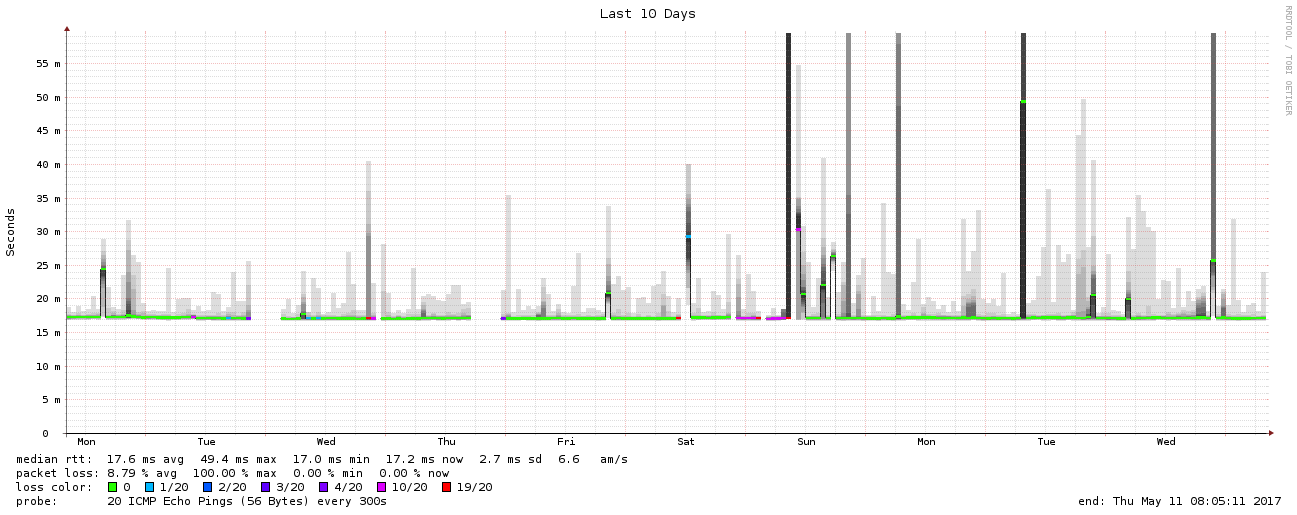 Last 10 Days
RRDTOOL / TOBI OETIKER
Seconds
55 m
50 m
45 m
40 m
35 m
30 m
25 m
20 m
15 m
10 m
5 m
0
Mon Tue Wed Thu Fri Sat Sun Mon Tue Wed
median rtt: 17.6 ms avg 49.4 ms max 17.0 ms min 17.2 ms now 2.7 ms sd 6.6 am/s
packet loss: 8.79 % avg 100.00 % max 0.00 % min 0.00 % now
loss color: 0 1/20 2/20 3/20 4/20 10/20 19/20
probe: 20 ICMP Echo Pings (56 Bytes) every 300s end: Thu May 11 08:05:11 2017